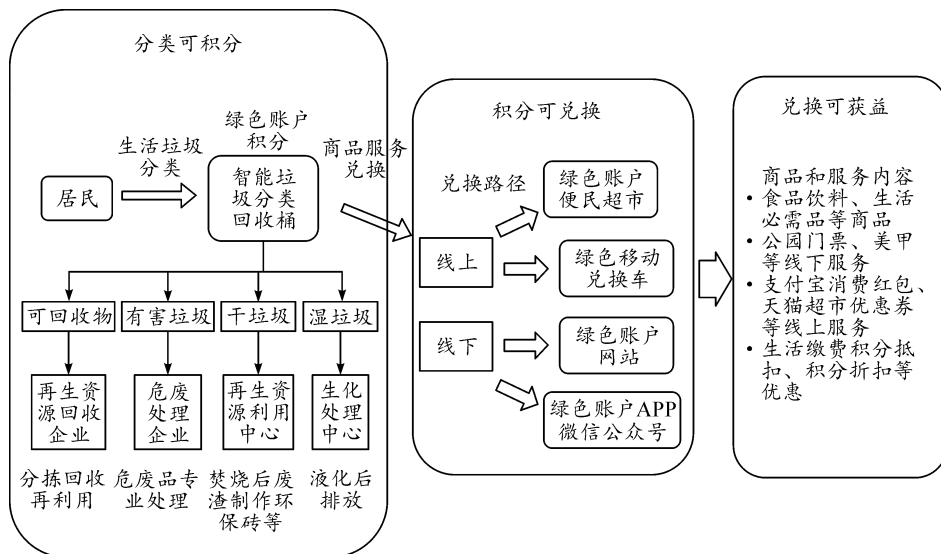 分类可积分
绿色账户
积分
生活垃圾
分类
居民
智能垃
圾分类
回收桶
商品服务
兑换
可回收物
有害垃圾
干垃圾
湿垃圾
再生资
源回收
企业
危废
处理
企业
再生资
源利用
中心
生化
处理
中心
分拣回收
再利用
危废品专
业处理
焚烧后废
渣制作环
保砖等
液化后
排放
积分可兑换
兑换路径
线上
绿色账户
便民超市
绿色移动
兑换车
线下
绿色账户
网站
绿色账户APP
微信公众号
兑换可获益
商品和服务内容
•食品饮料、生活
必需品等商品
•公园门票、美甲
等线下服务
•支付宝消费红包、
天猫超市优惠券
等线上服务
•生活缴费积分抵
扣、积分折扣等
优惠